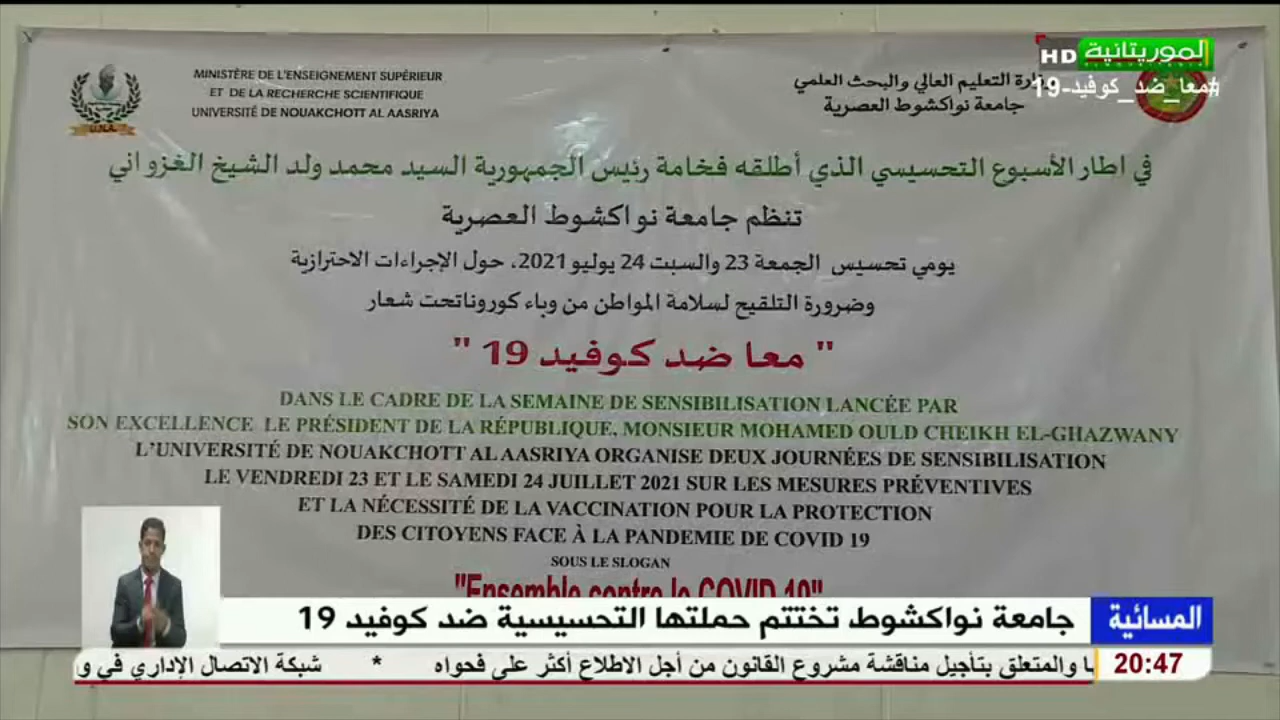 الموريتانية HD
#معا_ضد_كوفيد-19
MINISTÈRE DE L'ENSEIGNEMENT SUPÉRIEUR
ET DE LA RECHERCHE SCIENTIFIQUE
UNIVERSITÉ DE NOUAKCHOTT AL AASRIYA
U.N.A
التعليم العالي والبحث العلمي
جامعة نواكشوط العصرية
في اطار الأسبوع التحسيسي الذي أطلقه فخامة رئيس الجمهورية السيد محمد ولد الشيخ الغزواني
تنظم جامعة نواكشوط العصرية
يومي تحسيس الجمعة 23 والسبت 24 يوليو 2021، حول الإجراءات الاحترازية
وضرورة التلقيح لسلامة المواطن من وباء كوروناتحت شعار
" معا ضد كوفيد 19 "
DANS LE CADRE DE LA SEMAINE DE SENSIBILISATION LANCÉE PAR
SON EXCELLENCE LE PRÉSIDENT DE LA RÉPUBLIQUE, MONSIEUR MOHAMED OULD CHEIKH EL-GHAZWANY
L'UNIVERSITÉ DE NOUAKCHOTT AL AASRIYA ORGANISE DEUX JOURNÉES DE SENSIBILISATION
LE VENDREDI 23 ET LE SAMEDI 24 JUILLET 2021 SUR LES MESURES PRÉVENTIVES
ET LA NÉCESSITÉ DE LA VACCINATION POUR LA PROTECTION
DES CITOYENS FACE À LA PANDEMIE DE COVID 19
SOUS LE SLOGAN
"Ensemble contre le COVID 19"
المسائية
جامعة نواكشوط تختتم حملتها التحسيسية ضد كوفيد 19
20:47
والمتعلق بتأجيل مناقشة مشروع القانون من أجل الاطلاع أكثر على فحواه * شبكة الاتصال الإداري في